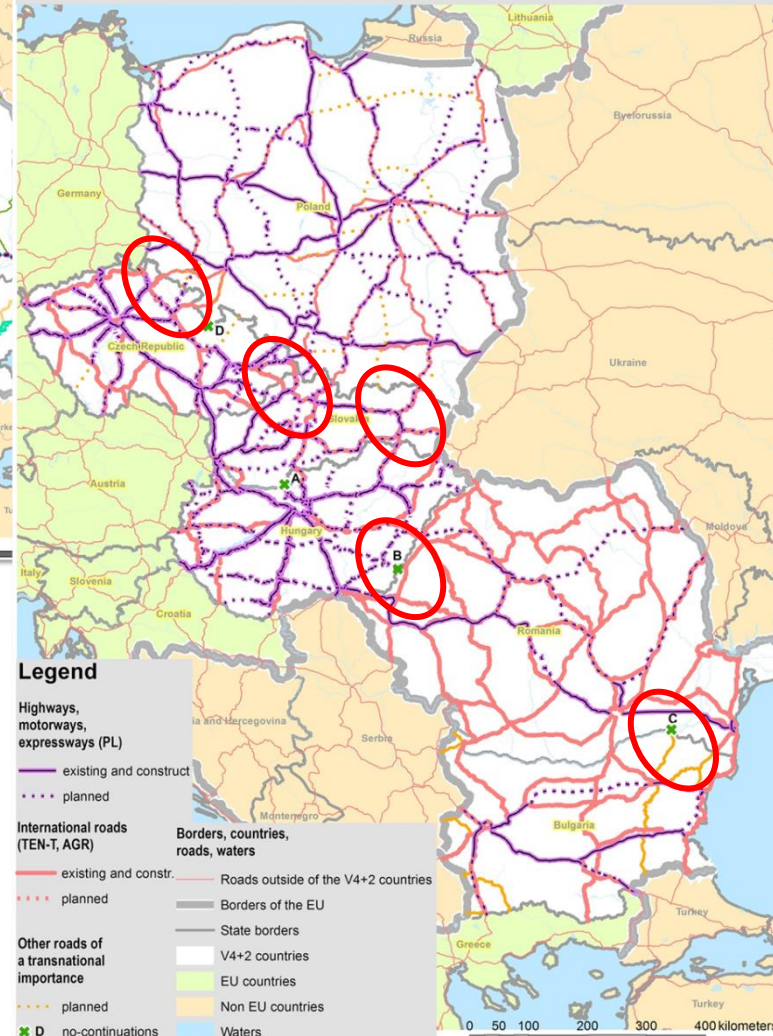 Lithuania
Russia
Byelorussia
Germany
Poland
D
Czech Republic
Ukraine
Slovakia
Austria
A
Hungary
Moldova
B
Italy
Slovenia
Croatia
Romania
C
ia and Hercegovina
Serbia
Montenegro
Bulgaria
Turkey
Greece
Turkey
Legend
Highways,
motorways,
expressways (PL)
existing and construct
planned
International roads
(TEN-T, AGR)
existing and constr.
planned
Other roads of
a transnational
importance
planned
D no-continuations
Borders, countries,
roads, waters
Roads outside of the V4+2 countries
Borders of the EU
State borders
V4+2 countries
EU countries
Non EU countries
Waters
0 50 100 200 300 400 kilometers